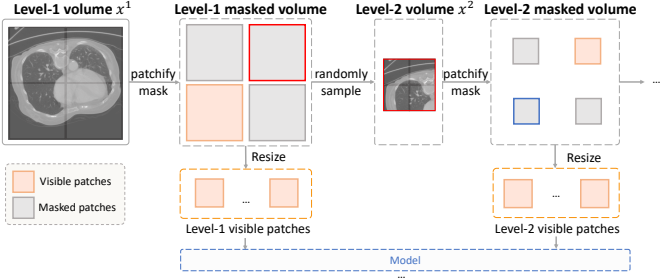 Level-1 volume x¹
Level-1 masked volume
Level-2 volume x²
Level-2 masked volume
patchify
mask
randomly
sample
patchify
mask
...
Resize
Resize
Visible patches
Masked patches
...
...
Level-1 visible patches
Level-2 visible patches
Model
...